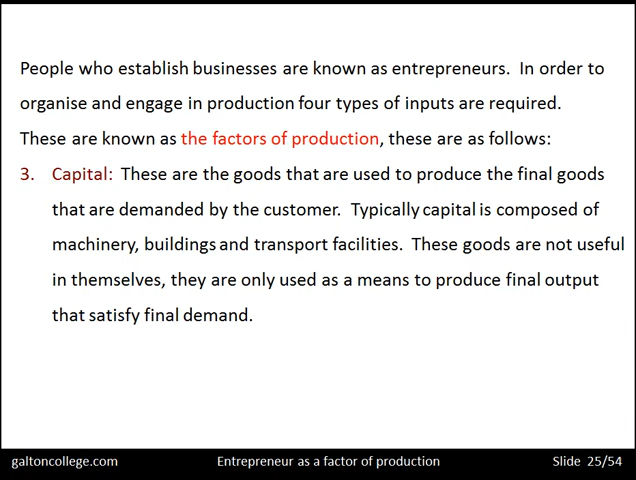 People who establish businesses are known as entrepreneurs.  In order to
organise and engage in production four types of inputs are required.
These are known as the factors of production, these are as follows:
3.  Capital:  These are the goods that are used to produce the final goods
that are demanded by the customer.  Typically capital is composed of
machinery, buildings and transport facilities.  These goods are not useful
in themselves, they are only used as a means to produce final output
that satisfy final demand.
galtoncollege.com  Entrepreneur as a factor of production  Slide  25/54